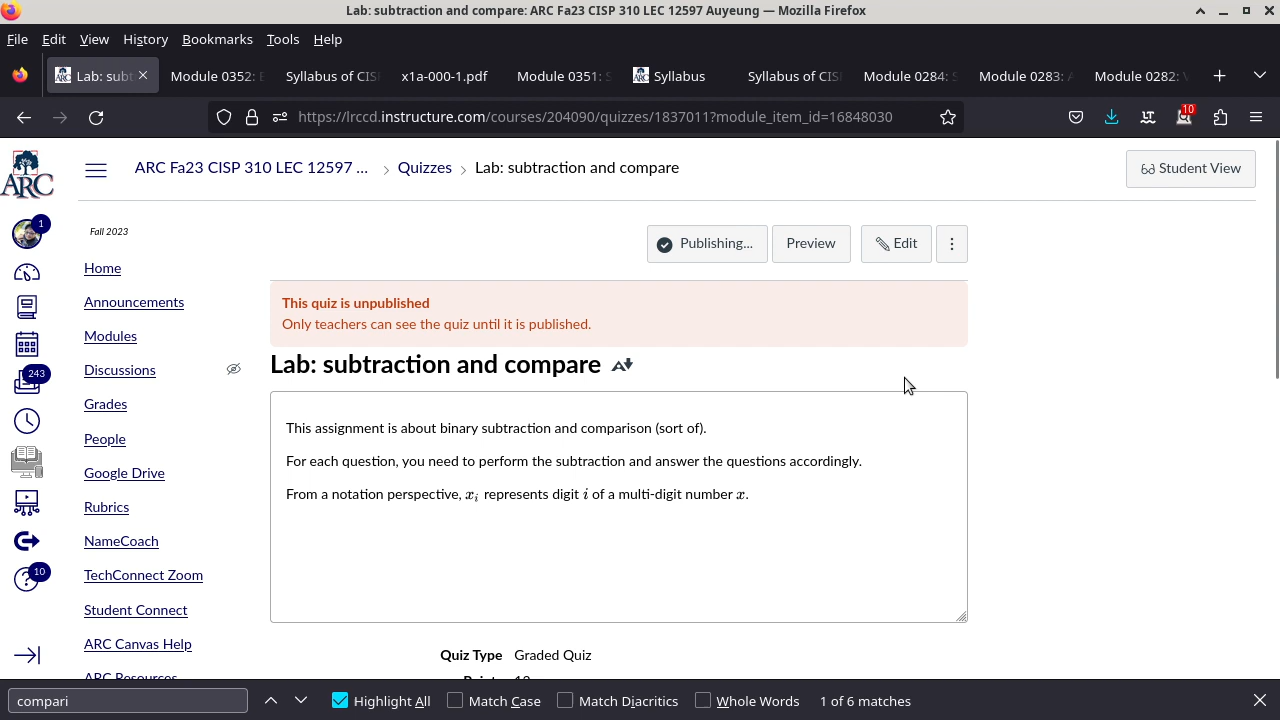 Lab: subtraction and compare: ARC Fa23 CISP 310 LEC 12597 Auyeung — Mozilla Firefox
File Edit View History Bookmarks Tools Help
Lab: subt Module 0352: Syllabus of CIS x1a-000-1.pdf Module 0351: Syllabus Syllabus of CIS Module 0284: Module 0283: Module 0282:
https://lrccd.instructure.com/courses/204090/quizzes/1837011?module_item_id=16848030
10
ARC
ARC Fa23 CISP 310 LEC 12597 ... › Quizzes › Lab: subtraction and compare
Student View
1
243
10
Fall 2023
Home
Announcements
Modules
Discussions
Grades
People
Google Drive
Rubrics
NameCoach
TechConnect Zoom
Student Connect
ARC Canvas Help
ARC Resources
Publishing... Preview Edit
This quiz is unpublished
Only teachers can see the quiz until it is published.
Lab: subtraction and compare
This assignment is about binary subtraction and comparison (sort of).
For each question, you need to perform the subtraction and answer the questions accordingly.
From a notation perspective, xᵢ represents digit i of a multi-digit number x.
Quiz Type Graded Quiz
compari
Highlight All Match Case Match Diacritics Whole Words 1 of 6 matches